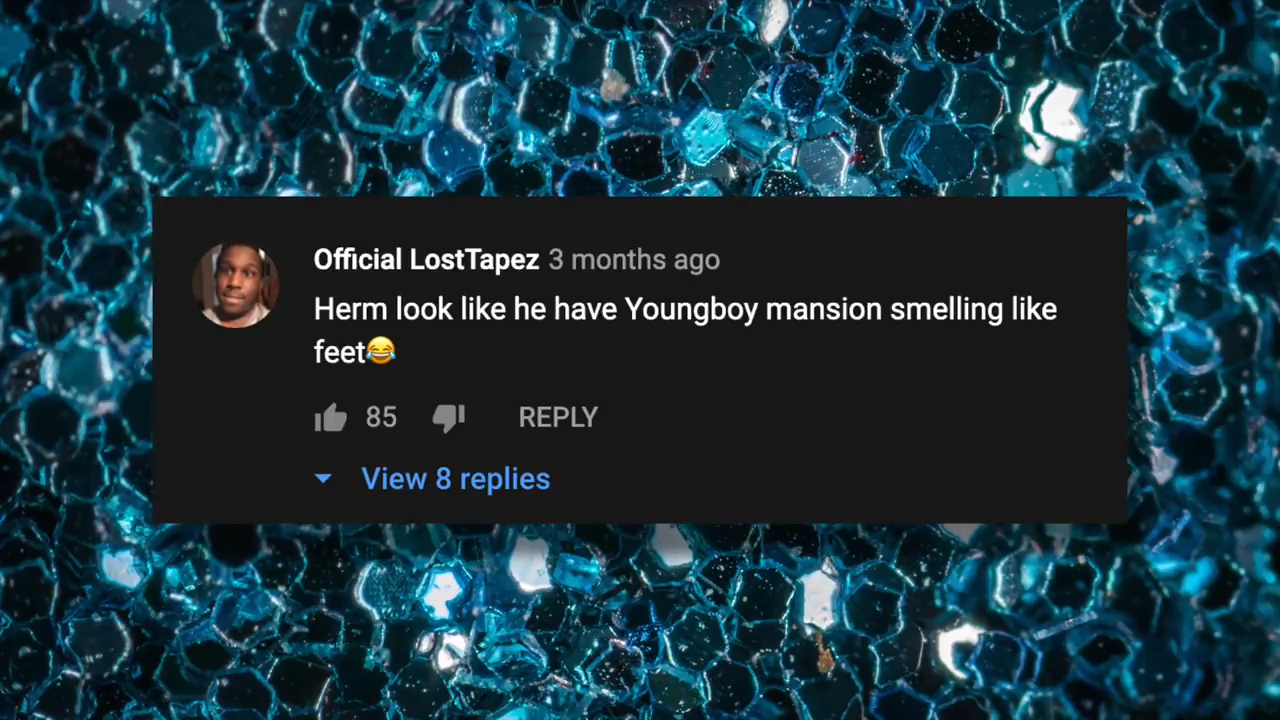 Official LostTapez 3 months ago
Herm look like he have Youngboy mansion smelling like
feet😂
85 REPLY
View 8 replies